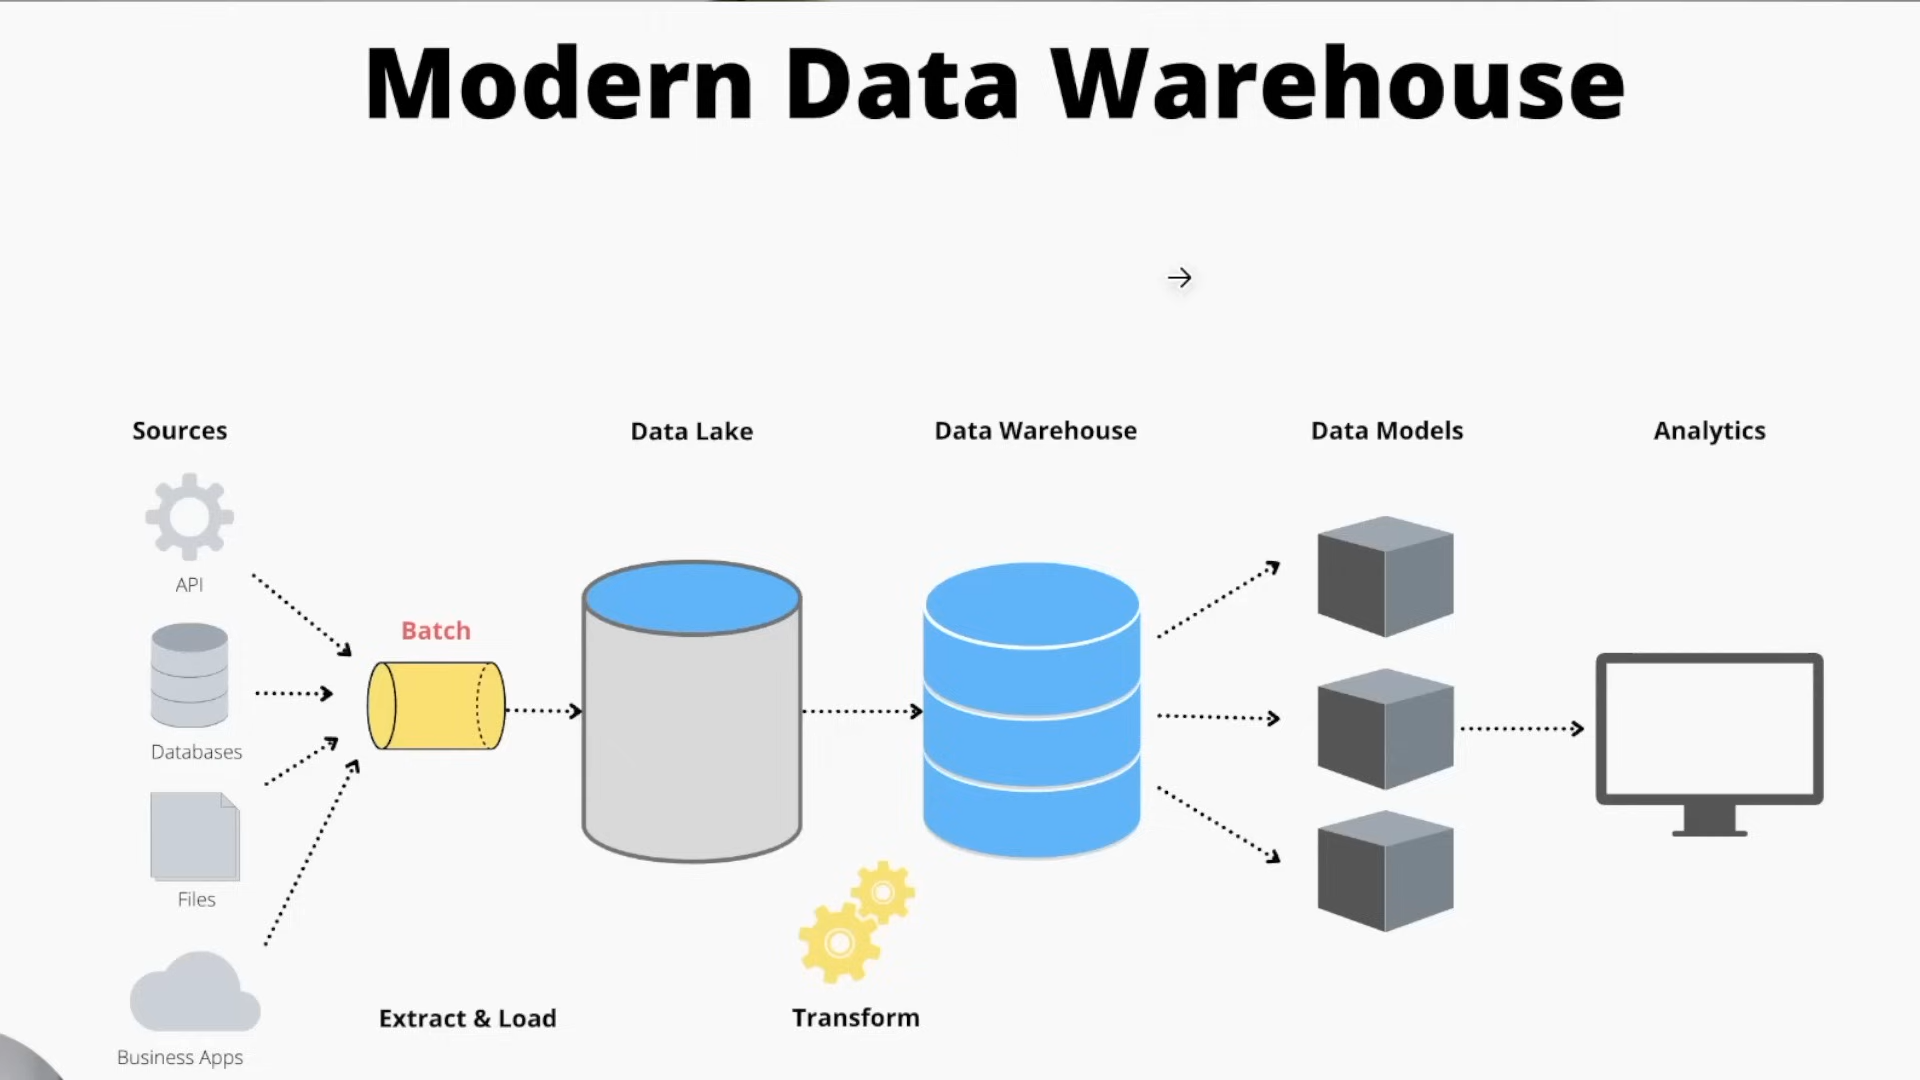 Modern Data Warehouse
Sources
Data Lake
Data Warehouse
Data Models
Analytics
API
Batch
Databases
Files
Extract & Load
Transform
Business Apps